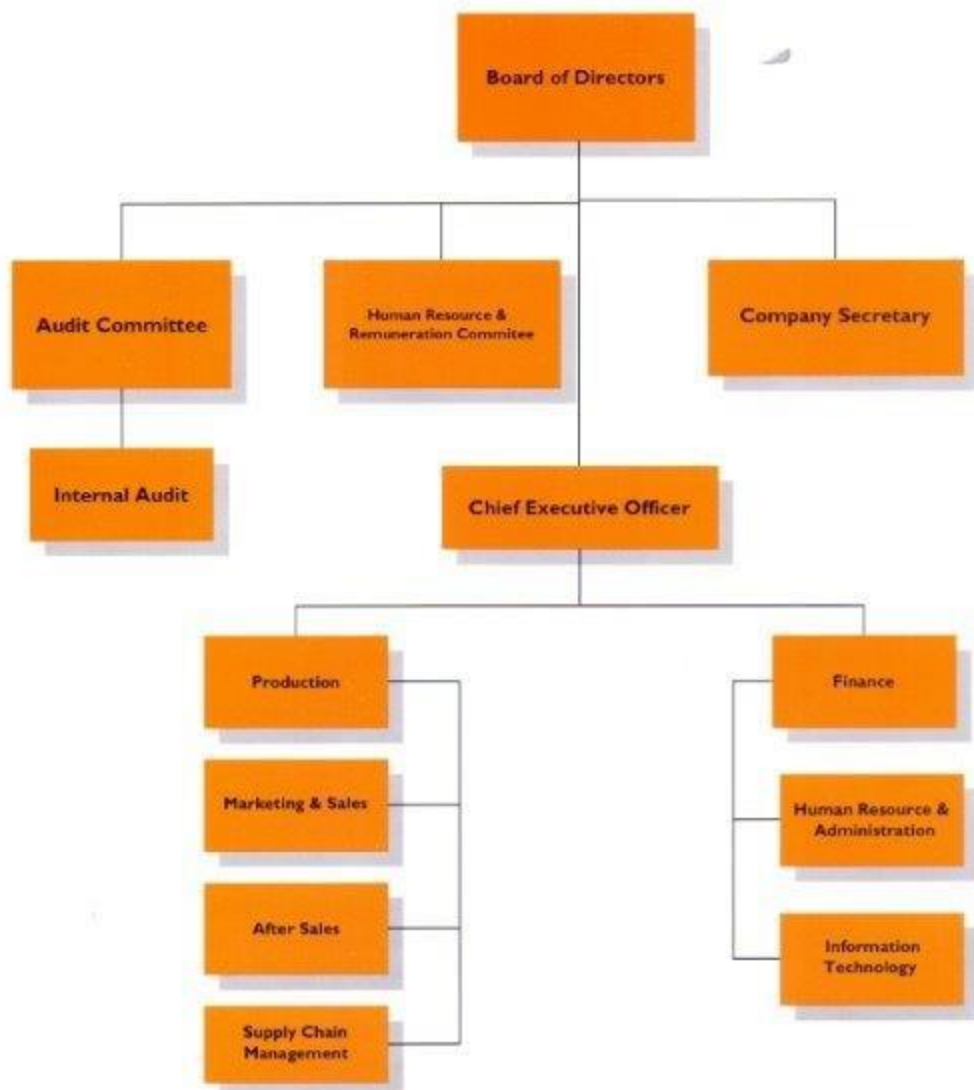 Board of Directors
Audit Committee
Human Resource &
Remuneration Commitee
Company Secretary
Internal Audit
Chief Executive Officer
Production
Finance
Marketing & Sales
Human Resource &
Administration
After Sales
Information
Technology
Supply Chain
Management